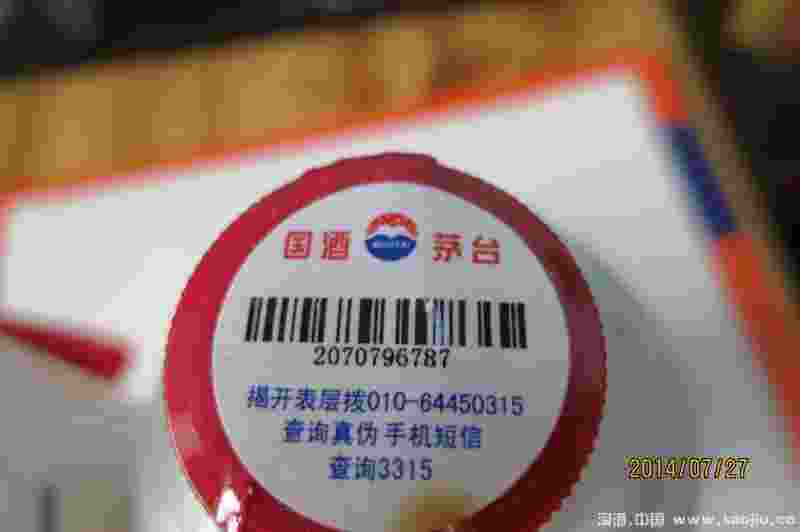 国酒 茅台
2070796787
揭开表层拨010-64450315
查询真伪 手机短信
查询3315
2014/07/27